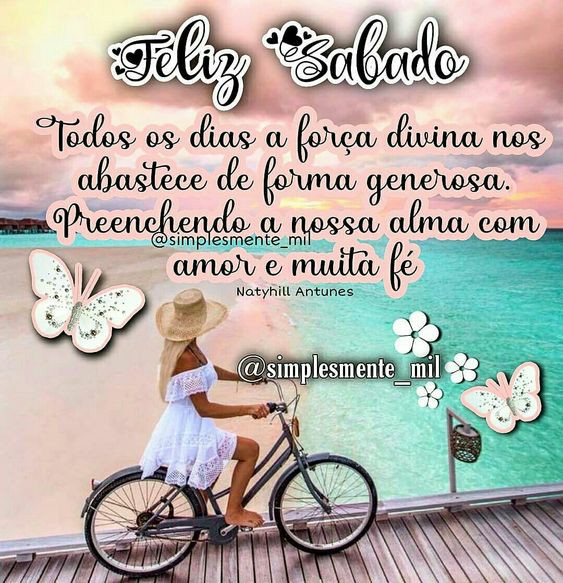 Feliz Sabado
Todos os dias a força divina nos
abastece de forma generosa.
Preenchendo a nossa alma com
@simplesmente_mil
amor e muita fé
Natyhill Antunes
@simplesmente_mil